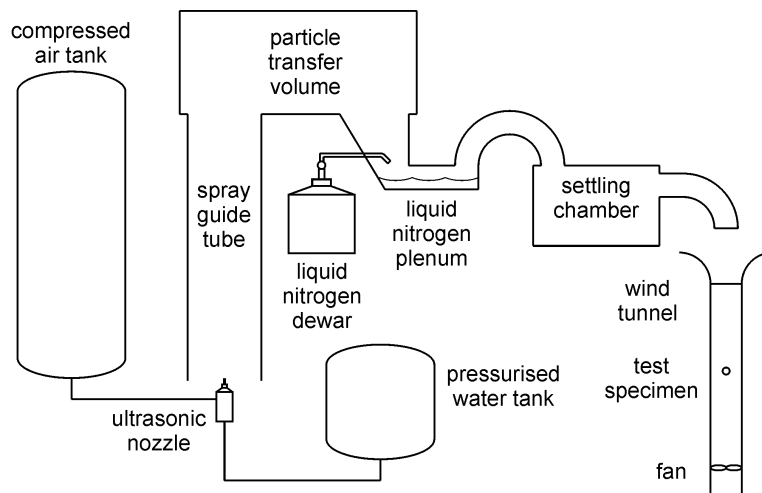 compressed
air tank
particle
transfer
volume
spray
guide
tube
liquid
nitrogen
dewar
liquid
nitrogen
plenum
settling
chamber
wind
tunnel
test
specimen
fan
ultrasonic
nozzle
pressurised
water tank